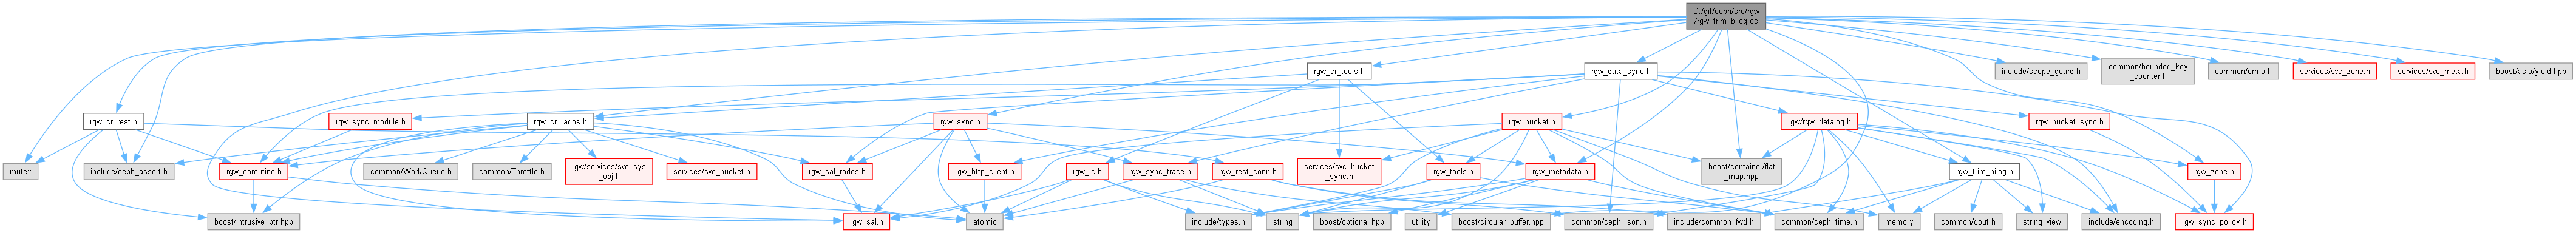 D:/git/ceph/src/rgw
/rgw_trim_bilog.cc
rgw_cr_tools.h
rgw_data_sync.h
include/scope_guard.h
common/bounded_key
_counter.h
common/errno.h
services/svc_zone.h
services/svc_meta.h
boost/asio/yield.hpp
rgw_cr_rest.h
rgw_sync_module.h
rgw_cr_rados.h
rgw_sync.h
rgw_bucket.h
rgw/rgw_datalog.h
rgw_bucket_sync.h
mutex
include/ceph_assert.h
rgw_coroutine.h
common/WorkQueue.h
common/Throttle.h
rgw/services/svc_sys
_obj.h
services/svc_bucket.h
rgw_sal_rados.h
rgw_http_client.h
rgw_lc.h
rgw_sync_trace.h
rgw_rest_conn.h
services/svc_bucket
_sync.h
rgw_tools.h
rgw_metadata.h
boost/container/flat
_map.hpp
rgw_trim_bilog.h
rgw_zone.h
boost/intrusive_ptr.hpp
rgw_sal.h
atomic
include/types.h
string
boost/optional.hpp
utility
boost/circular_buffer.hpp
common/ceph_json.h
include/common_fwd.h
common/ceph_time.h
memory
common/dout.h
string_view
include/encoding.h
rgw_sync_policy.h